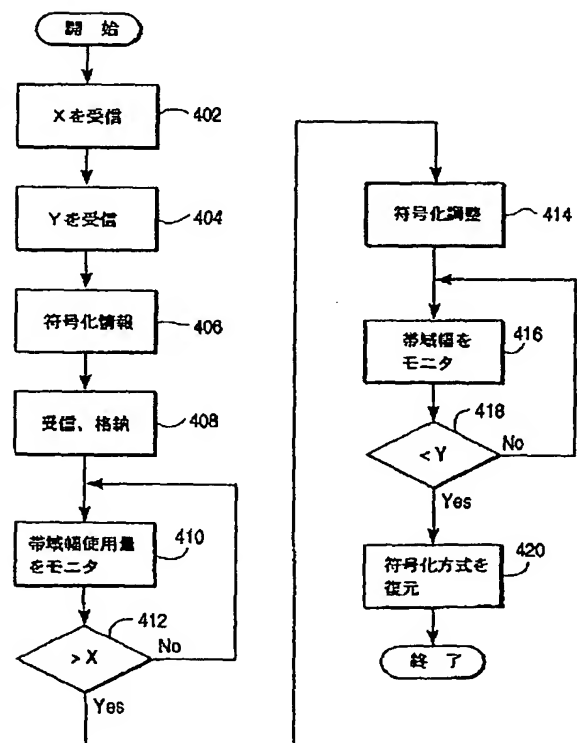 開始
Xを受信
402
Yを受信
404
符号化情報
406
受信、格納
408
帯域幅使用量
をモニタ
410
412
> X
No
Yes
符号化調整
414
帯域幅を
モニタ
416
418
< Y
No
Yes
符号化方式を
復元
420
終了